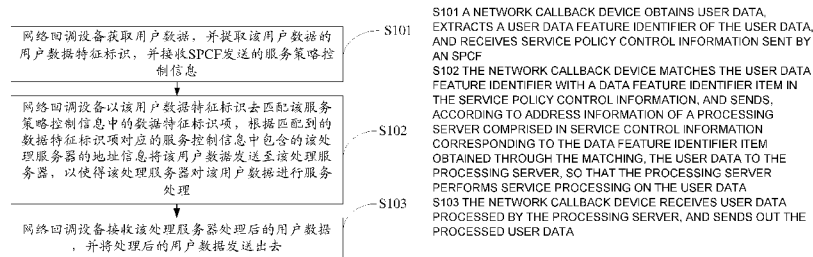 网络回调设备获取用户数据，并提取该用户数据的
用户数据特征标识，并接收SPCF发送的服务策略控
制信息
S101
网络回调设备以该用户数据特征标识去匹配该服务
策略控制信息中的数据特征标识项，根据匹配到的
数据特征标识项对应的服务控制信息中包含的该处
理服务器的地址信息将该用户数据发送至该处理服
务器，以使得该处理服务器对该用户数据进行服务
处理
S102
网络回调设备接收该处理服务器处理后的用户数据
，并将处理后的用户数据发送出去
S103
S101 A NETWORK CALLBACK DEVICE OBTAINS USER DATA,
EXTRACTS A USER DATA FEATURE IDENTIFIER OF THE USER DATA,
AND RECEIVES SERVICE POLICY CONTROL INFORMATION SENT BY
AN SPCF
S102 THE NETWORK CALLBACK DEVICE MATCHES THE USER DATA
FEATURE IDENTIFIER WITH A DATA FEATURE IDENTIFIER ITEM IN
THE SERVICE POLICY CONTROL INFORMATION, AND SENDS,
ACCORDING TO ADDRESS INFORMATION OF A PROCESSING
SERVER COMPRISED IN SERVICE CONTROL INFORMATION
CORRESPONDING TO THE DATA FEATURE IDENTIFIER ITEM
OBTAINED THROUGH THE MATCHING, THE USER DATA TO THE
PROCESSING SERVER, SO THAT THE PROCESSING SERVER
PERFORMS SERVICE PROCESSING ON THE USER DATA
S103 THE NETWORK CALLBACK DEVICE RECEIVES USER DATA
PROCESSED BY THE PROCESSING SERVER, AND SENDS OUT THE
PROCESSED USER DATA